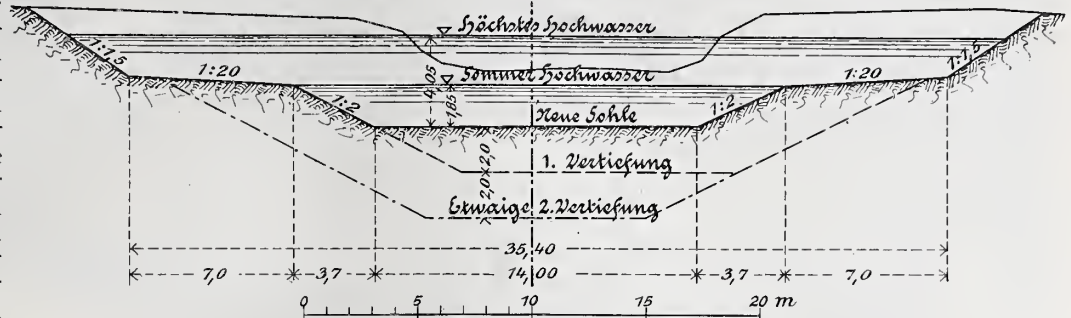 Höchstes Hochwasser
1:1,5
1:1,5
1:20
Sommer Hochwasser
1:20
4,05
1:2
1,85
1:2
Neue Sohle
1. Vertiefung
2,0 2,0
Etwaige 2. Vertiefung
35,40
7,0 3,7 14,00 3,7 7,0
0 5 10 15 20 m